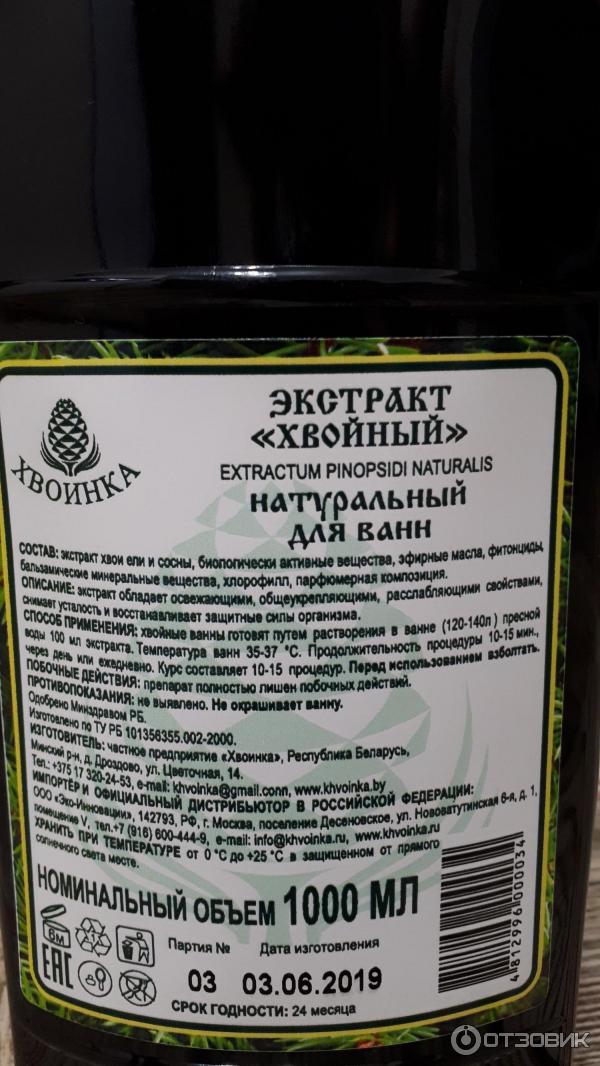 ХВОИНКА
ЭКСТРАКТ
«ХВОЙНЫЙ»
EXTRACTUM PINOPSIDI NATURALIS
натуральный
для ванн
СОСТАВ: экстракт хвои ели и сосны, биологически активные вещества, эфирные масла, фитонциды,
бальзамические минеральные вещества, хлорофилл, парфюмерная композиция.
ОПИСАНИЕ: экстракт обладает освежающими, общеукрепляющими, расслабляющими свойствами,
снимает усталость и восстанавливает защитные силы организма.
СПОСОБ ПРИМЕНЕНИЯ: хвойные ванны готовят путем растворения в ванне (120-140л) пресной
воды 100 мл экстракта. Температура ванн 35-37 °С. Продолжительность процедуры 10-15 мин.,
через день или ежедневно. Курс составляет 10-15 процедур. Перед использованием взболтать.
ПОБОЧНЫЕ ДЕЙСТВИЯ: препарат полностью лишен побочных действий.
ПРОТИВОПОКАЗАНИЯ: не выявлено. Не окрашивает ванну.
Одобрено Минздравом РБ.
Изготовлено по ТУ РБ 101356355.002-2000.
ИЗГОТОВИТЕЛЬ: частное предприятие «Хвоинка», Республика Беларусь,
Минский р-н, д. Дроздово, ул. Цветочная, 14.
Тел.: +375 17 320-24-53, e-mail: khvoinka@gmail.conn, www.khvoinka.by
ИМПОРТЁР И ОФИЦИАЛЬНЫЙ ДИСТРИБЬЮТОР В РОССИЙСКОЙ ФЕДЕРАЦИИ:
ООО «Эко-Инновации», 142793, РФ, г. Москва, поселение Десеновское, ул. Нововатутинская 6-я, д. 1,
помещение V, тел.+7 (916) 600-444-9, e-mail: info@khvoinka.ru, www.khvoinka.ru
ХРАНИТЬ ПРИ ТЕМПЕРАТУРЕ от 0 °С до +25 °С в защищенном от прямого
солнечного света месте.
НОМИНАЛЬНЫЙ ОБЪЕМ 1000 МЛ
6м
Партия № Дата изготовления
EAC
03 03.06.2019
СРОК ГОДНОСТИ: 24 месяца
4 812996 000034
ОТЗОВИК